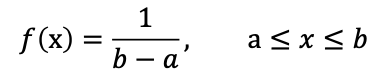 f(x) = 1/(b − a), a ≤ x ≤ b